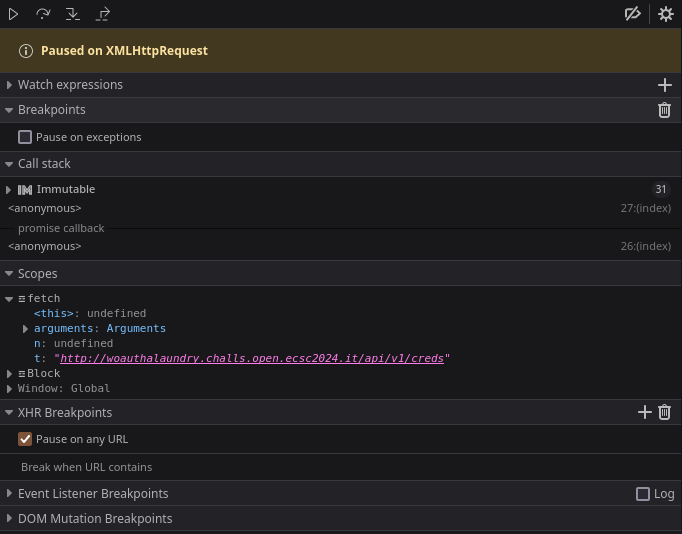 Paused on XMLHttpRequest
Watch expressions
Breakpoints
Pause on exceptions
Call stack
Immutable 31
<anonymous> 27:(index)
promise callback
<anonymous> 26:(index)
Scopes
fetch
<this>: undefined
arguments: Arguments
n: undefined
t: "http://woauthalaundry.challs.open.ecsc2024.it/api/v1/creds"
Block
Window: Global
XHR Breakpoints
Pause on any URL
Break when URL contains
Event Listener Breakpoints Log
DOM Mutation Breakpoints